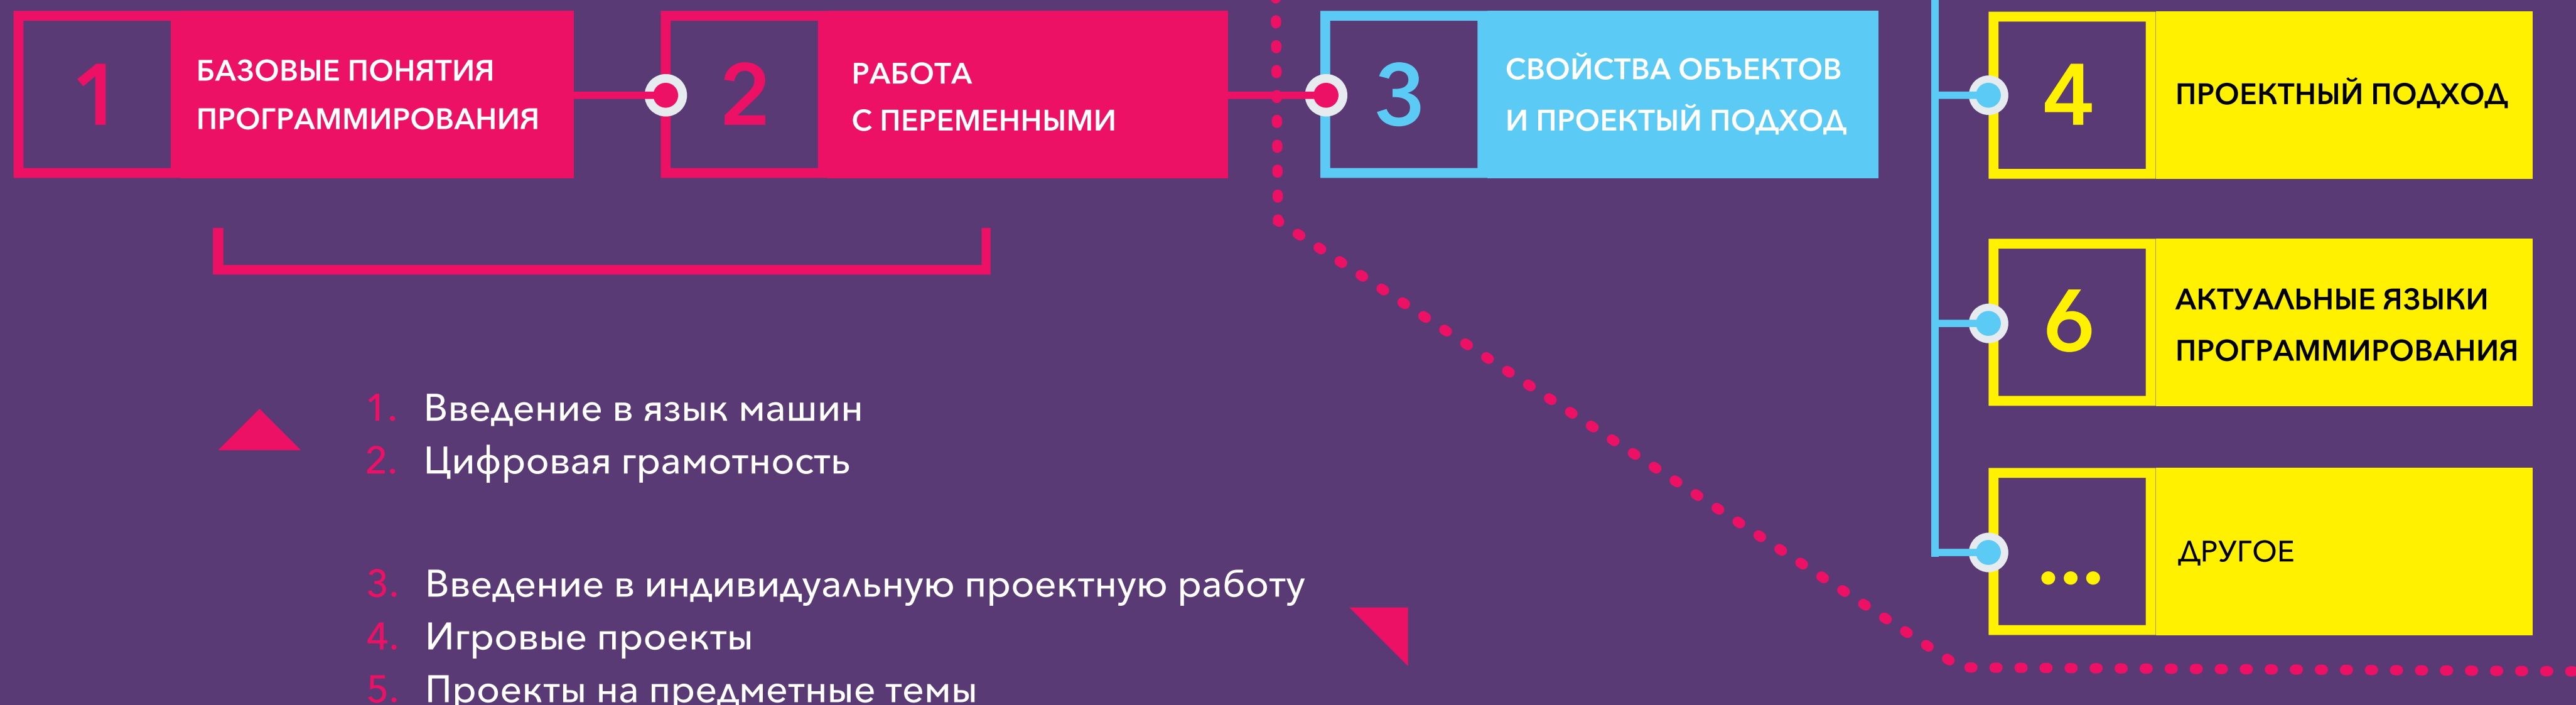 1
БАЗОВЫЕ ПОНЯТИЯ
ПРОГРАММИРОВАНИЯ
2
РАБОТА
С ПЕРЕМЕННЫМИ
3
СВОЙСТВА ОБЪЕКТОВ
И ПРОЕКТЫЙ ПОДХОД
4
ПРОЕКТНЫЙ ПОДХОД
6
АКТУАЛЬНЫЕ ЯЗЫКИ
ПРОГРАММИРОВАНИЯ
...
ДРУГОЕ
1. Введение в язык машин
2. Цифровая грамотность
3. Введение в индивидуальную проектную работу
4. Игровые проекты
5. Проекты на предметные темы